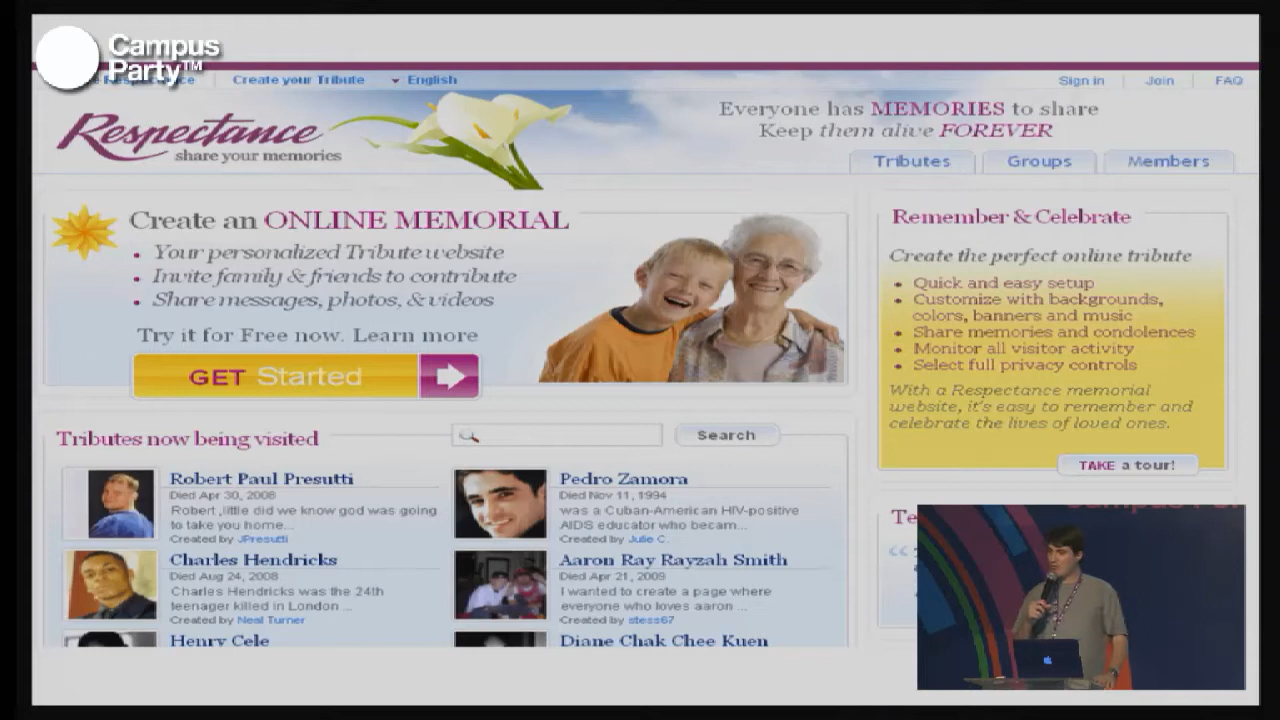 Campus
Party™
Create your Tribute
English
Sign in
Join
FAQ
Respectance
share your memories
Everyone has MEMORIES to share
Keep them alive FOREVER
Tributes
Groups
Members
Create an ONLINE MEMORIAL
Your personalized Tribute website
Invite family & friends to contribute
Share messages, photos, & videos
Try it for Free now. Learn more
GET Started
Remember & Celebrate
Create the perfect online tribute
Quick and easy setup
Customize with backgrounds,
colors, banners and music
Share memories and condolences
Monitor all visitor activity
Select full privacy controls
With a Respectance memorial
website, it's easy to remember and
celebrate the lives of loved ones.
TAKE a tour!
Tributes now being visited
Search
Robert Paul Presutti
Died Apr 30, 2008
Robert ,little did we know god was going
to take you home...
Created by JPresutti
Pedro Zamora
Died Nov 11, 1994
was a Cuban-American HIV-positive
AIDS educator who becam...
Created by Julie C.
Charles Hendricks
Died Aug 24, 2008
Charles Hendricks was the 24th
teenager killed in London ...
Created by Neal Turner
Aaron Ray Rayzah Smith
Died Apr 21, 2009
I wanted to create a page where
everyone who loves aaron ...
Created by stess67
Henry Cele
Diane Chak Chee Kuen